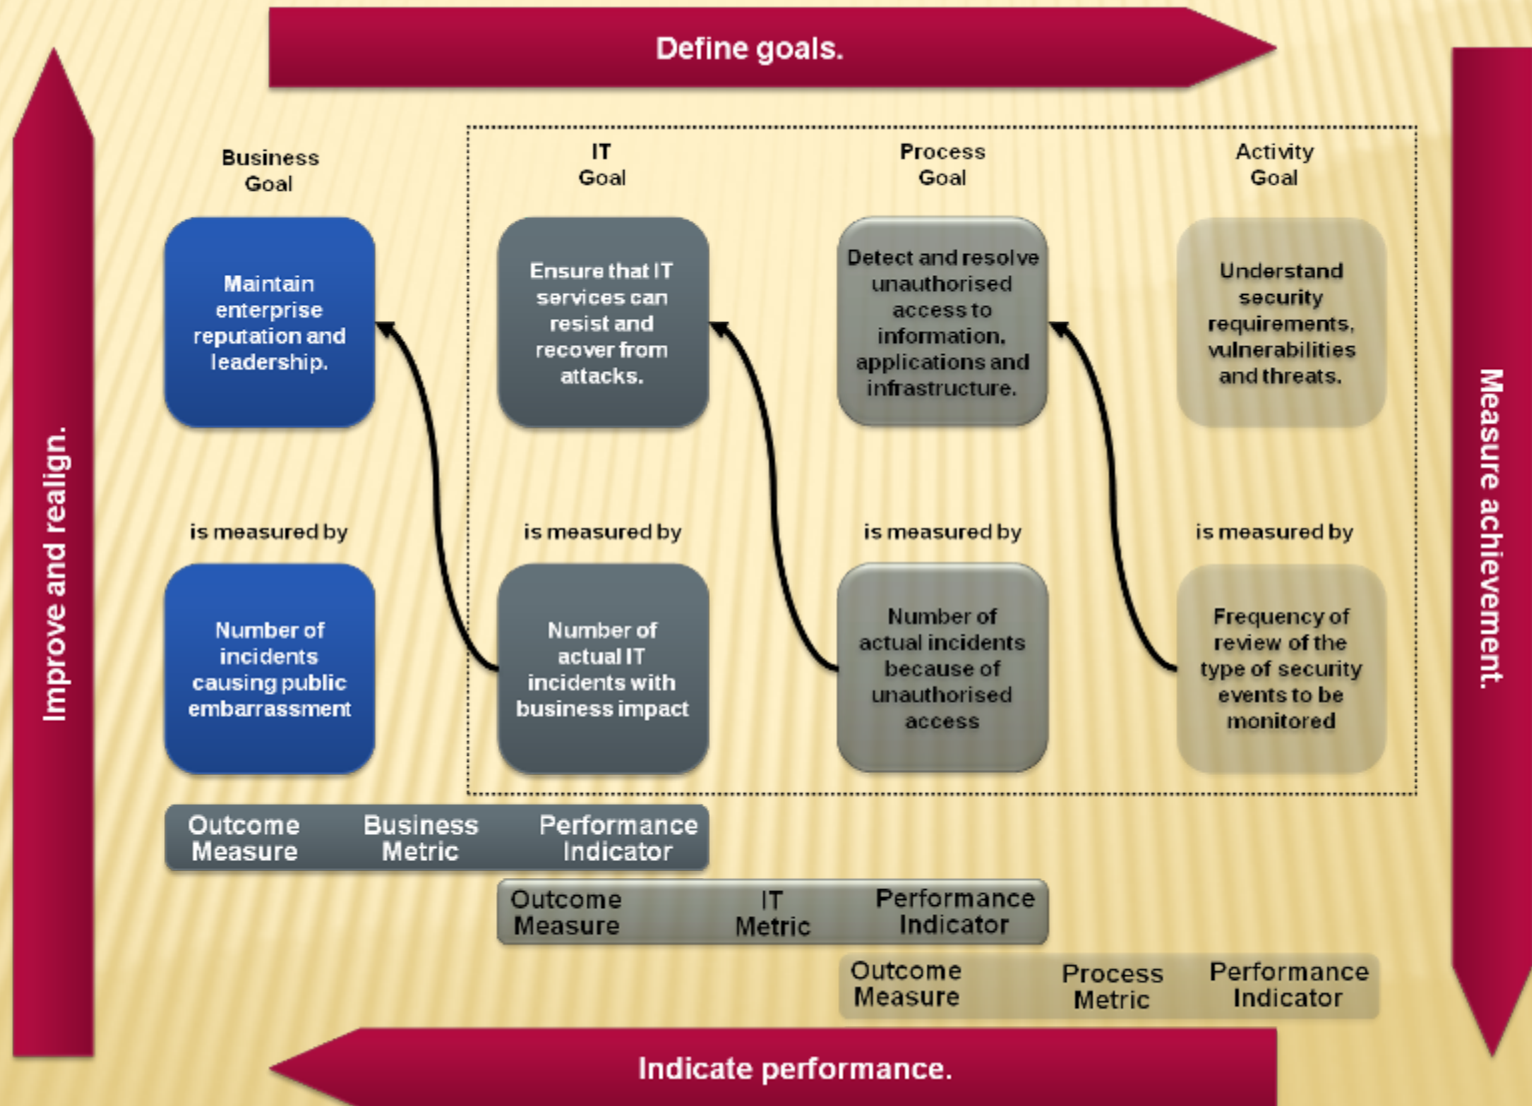 Define goals.
Business
Goal
IT
Goal
Process
Goal
Activity
Goal
Maintain
enterprise
reputation and
leadership.
Ensure that IT
services can
resist and
recover from
attacks.
Detect and resolve
unauthorised
access to
information,
applications and
infrastructure.
Understand
security
requirements,
vulnerabilities
and threats.
is measured by
is measured by
is measured by
is measured by
Number of
incidents
causing public
embarrassment
Number of
actual IT
incidents with
business impact
Number of
actual incidents
because of
unauthorised
access
Frequency of
review of the
type of security
events to be
monitored
Outcome
Measure
Business
Metric
Performance
Indicator
Outcome
Measure
IT
Metric
Performance
Indicator
Outcome
Measure
Process
Metric
Performance
Indicator
Improve and realign.
Measure achievement.
Indicate performance.